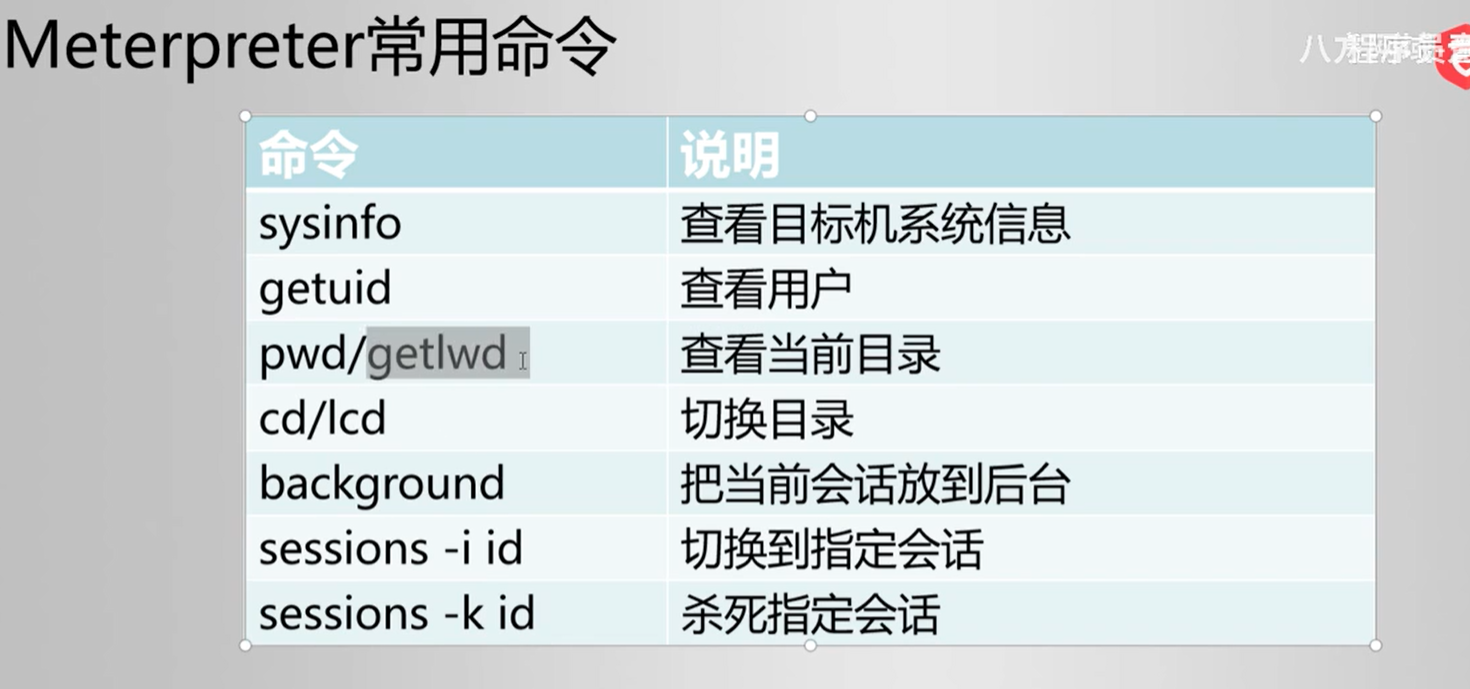 Meterpreter常用命令
命令 说明
sysinfo 查看目标机系统信息
getuid 查看用户
pwd/getlwd 查看当前目录
cd/lcd 切换目录
background 把当前会话放到后台
sessions -i id 切换到指定会话
sessions -k id 杀死指定会话